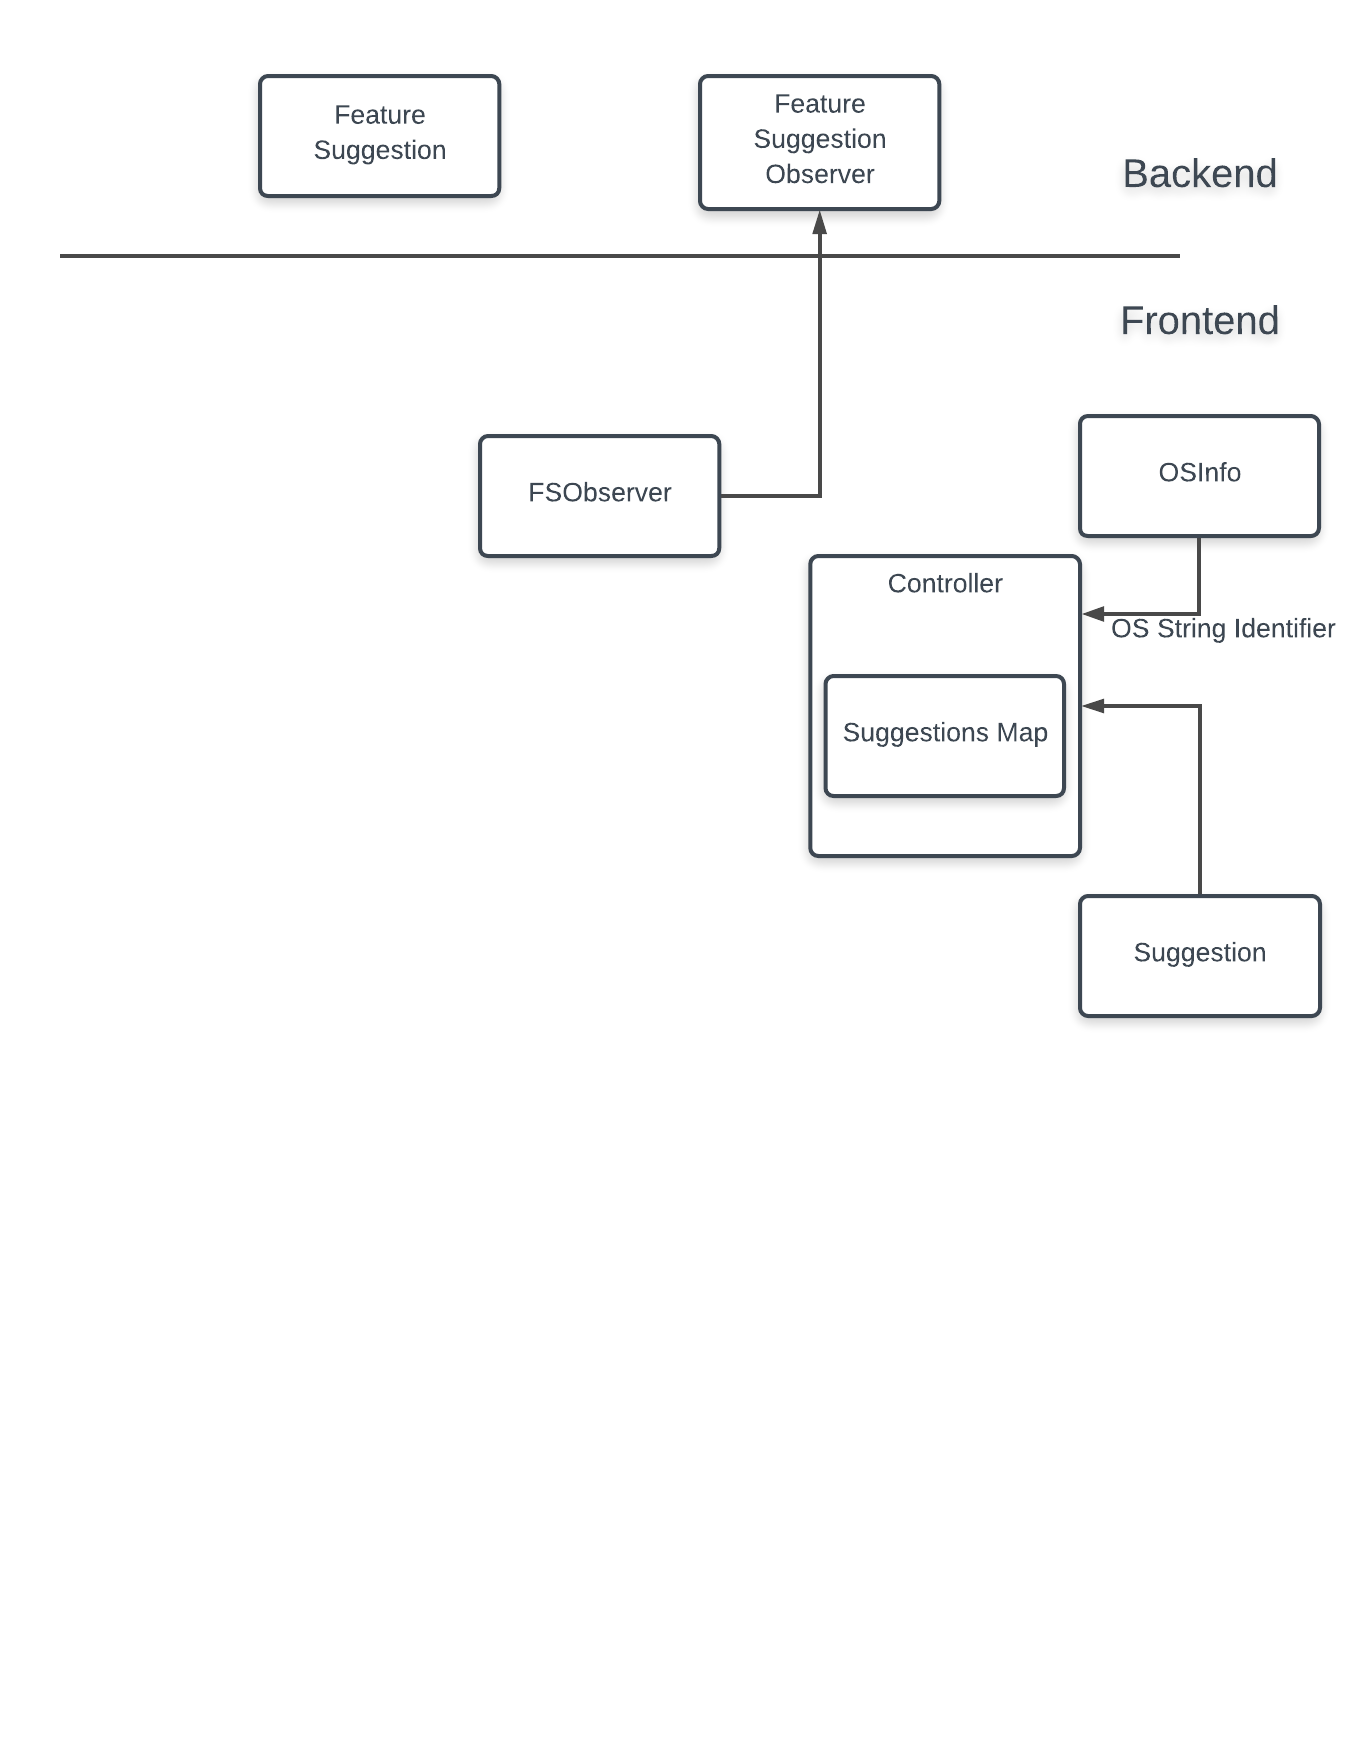 Feature
Suggestion
Feature
Suggestion
Observer
Backend
Frontend
OSInfo
FSObserver
Controller
OS String Identifier
Suggestions Map
Suggestion